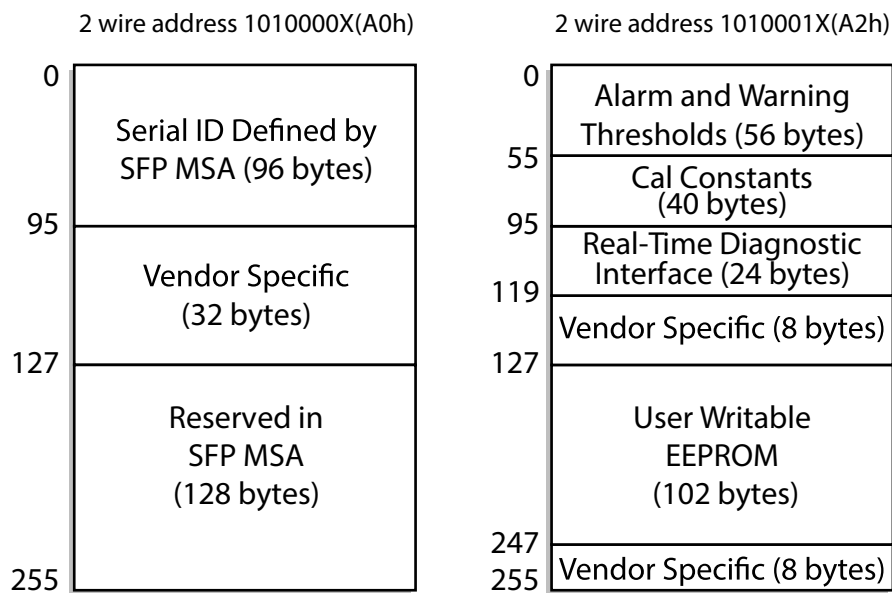 2 wire address 1010000X(A0h)
0
Serial ID Defined by
SFP MSA (96 bytes)
95
Vendor Specific
(32 bytes)
127
Reserved in
SFP MSA
(128 bytes)
255
2 wire address 1010001X(A2h)
0
Alarm and Warning
Thresholds (56 bytes)
55
Cal Constants
(40 bytes)
95
Real-Time Diagnostic
Interface (24 bytes)
119
Vendor Specific (8 bytes)
127
User Writable
EEPROM
(102 bytes)
247
Vendor Specific (8 bytes)
255